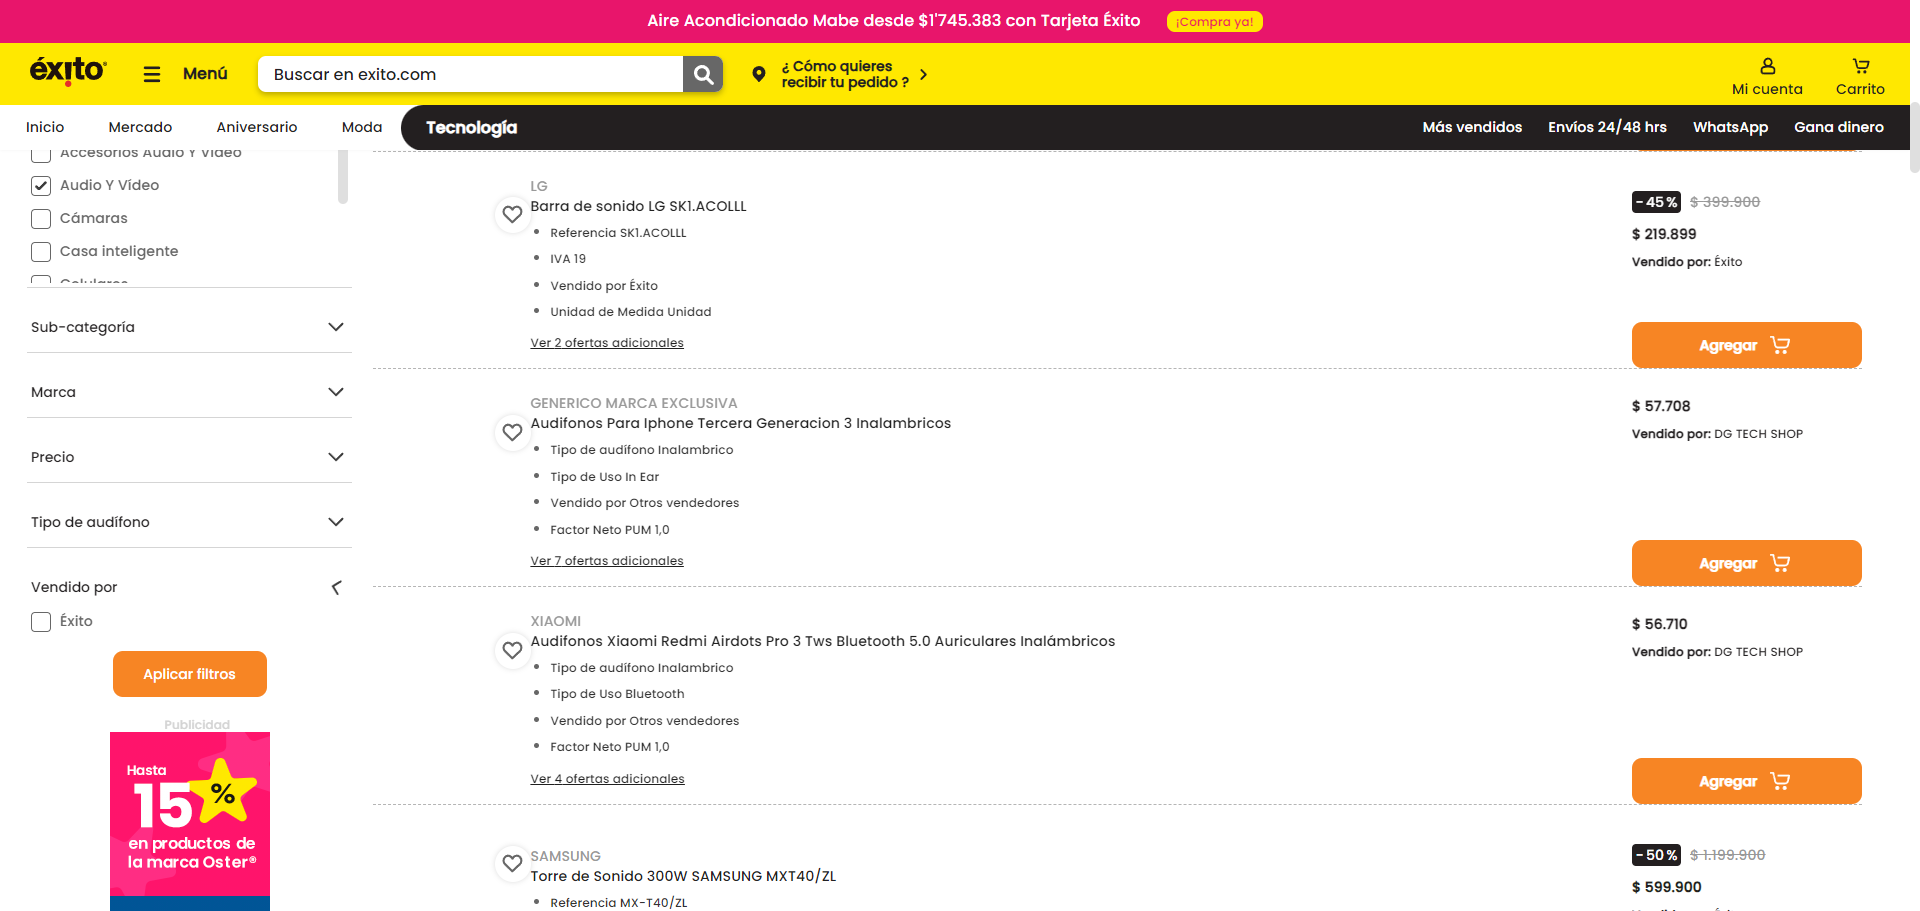 Aire Acondicionado Mabe desde $1'745.383 con Tarjeta Éxito ¡Compra ya!
éxito
Menú
Buscar en exito.com
¿ Cómo quieres
recibir tu pedido ?
Mi cuenta
Carrito
Inicio Mercado Aniversario Moda Tecnología Más vendidos Envíos 24/48 hrs WhatsApp Gana dinero
Accesorios Audio Y Video
Audio Y Vídeo
Cámaras
Casa inteligente
Celulares
Sub-categoría
Marca
Precio
Tipo de audífono
Vendido por
Éxito
Aplicar filtros
Publicidad
Hasta
15%
en productos de
la marca Oster®
LG
Barra de sonido LG SK1.ACOLLL
Referencia SK1.ACOLLL
IVA 19
Vendido por Éxito
Unidad de Medida Unidad
Ver 2 ofertas adicionales
-45% $ 399.900
$ 219.899
Vendido por: Éxito
Agregar
GENERICO MARCA EXCLUSIVA
Audifonos Para Iphone Tercera Generacion 3 Inalambricos
Tipo de audífono Inalambrico
Tipo de Uso In Ear
Vendido por Otros vendedores
Factor Neto PUM 1,0
Ver 7 ofertas adicionales
$ 57.708
Vendido por: DG TECH SHOP
Agregar
XIAOMI
Audifonos Xiaomi Redmi Airdots Pro 3 Tws Bluetooth 5.0 Auriculares Inalámbricos
Tipo de audífono Inalambrico
Tipo de Uso Bluetooth
Vendido por Otros vendedores
Factor Neto PUM 1,0
Ver 4 ofertas adicionales
$ 56.710
Vendido por: DG TECH SHOP
Agregar
SAMSUNG
Torre de Sonido 300W SAMSUNG MXT40/ZL
Referencia MX-T40/ZL
-50% $ 1.199.900
$ 599.900